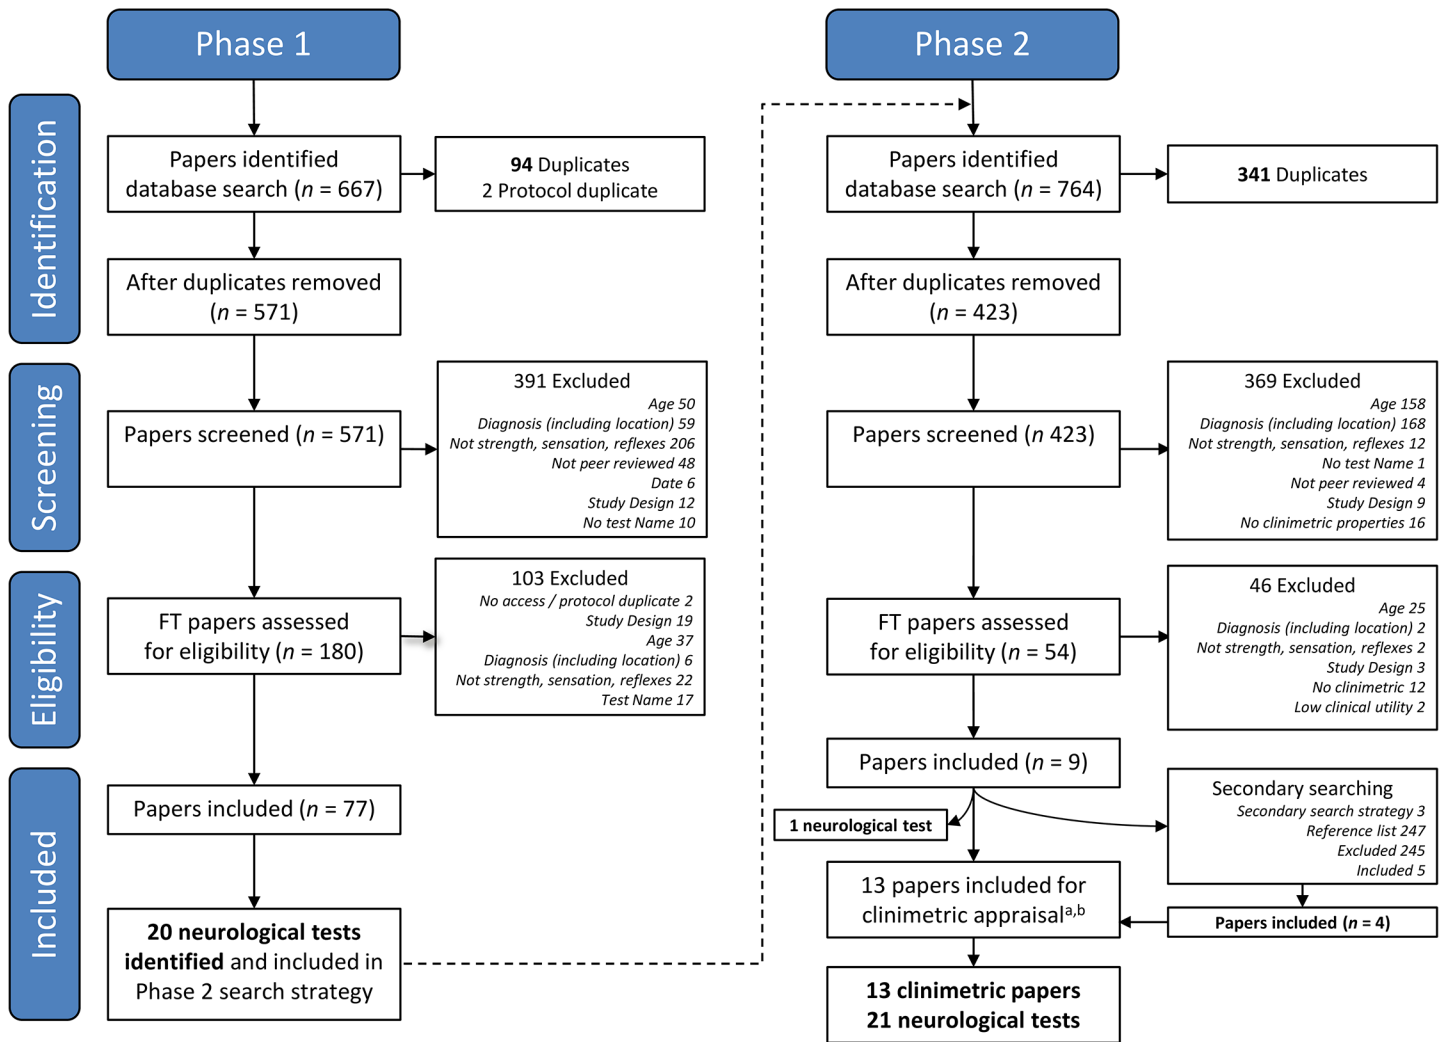 Phase 1
Phase 2
Identification
Papers identified
database search (n = 667)
94 Duplicates
2 Protocol duplicate
After duplicates removed
(n = 571)
Screening
Papers screened (n = 571)
391 Excluded
Age 50
Diagnosis (including location) 59
Not strength, sensation, reflexes 206
Not peer reviewed 48
Date 6
Study Design 12
No test Name 10
Eligibility
FT papers assessed
for eligibility (n = 180)
103 Excluded
No access / protocol duplicate 2
Study Design 19
Age 37
Diagnosis (including location) 6
Not strength, sensation, reflexes 22
Test Name 17
Included
Papers included (n = 77)
20 neurological tests
identified and included in
Phase 2 search strategy
Papers identified
database search (n = 764)
341 Duplicates
After duplicates removed
(n = 423)
Papers screened (n 423)
369 Excluded
Age 158
Diagnosis (including location) 168
Not strength, sensation, reflexes 12
No test Name 1
Not peer reviewed 4
Study Design 9
No clinimetric properties 16
FT papers assessed
for eligibility (n = 54)
46 Excluded
Age 25
Diagnosis (including location) 2
Not strength, sensation, reflexes 2
Study Design 3
No clinimetric 12
Low clinical utility 2
Papers included (n = 9)
1 neurological test
Secondary searching
Secondary search strategy 3
Reference list 247
Excluded 245
Included 5
13 papers included for
clinimetric appraisala,b
Papers included (n = 4)
13 clinimetric papers
21 neurological tests